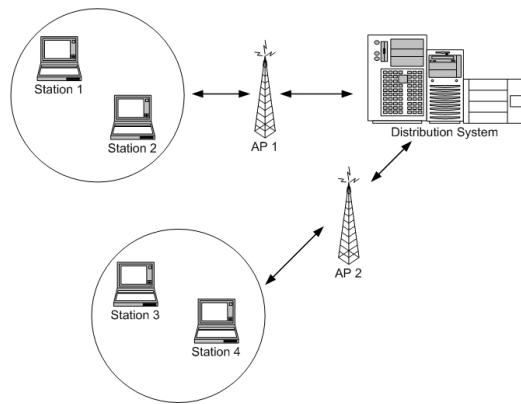 Station 1
Station 2
AP 1
Distribution System
AP 2
Station 3
Station 4